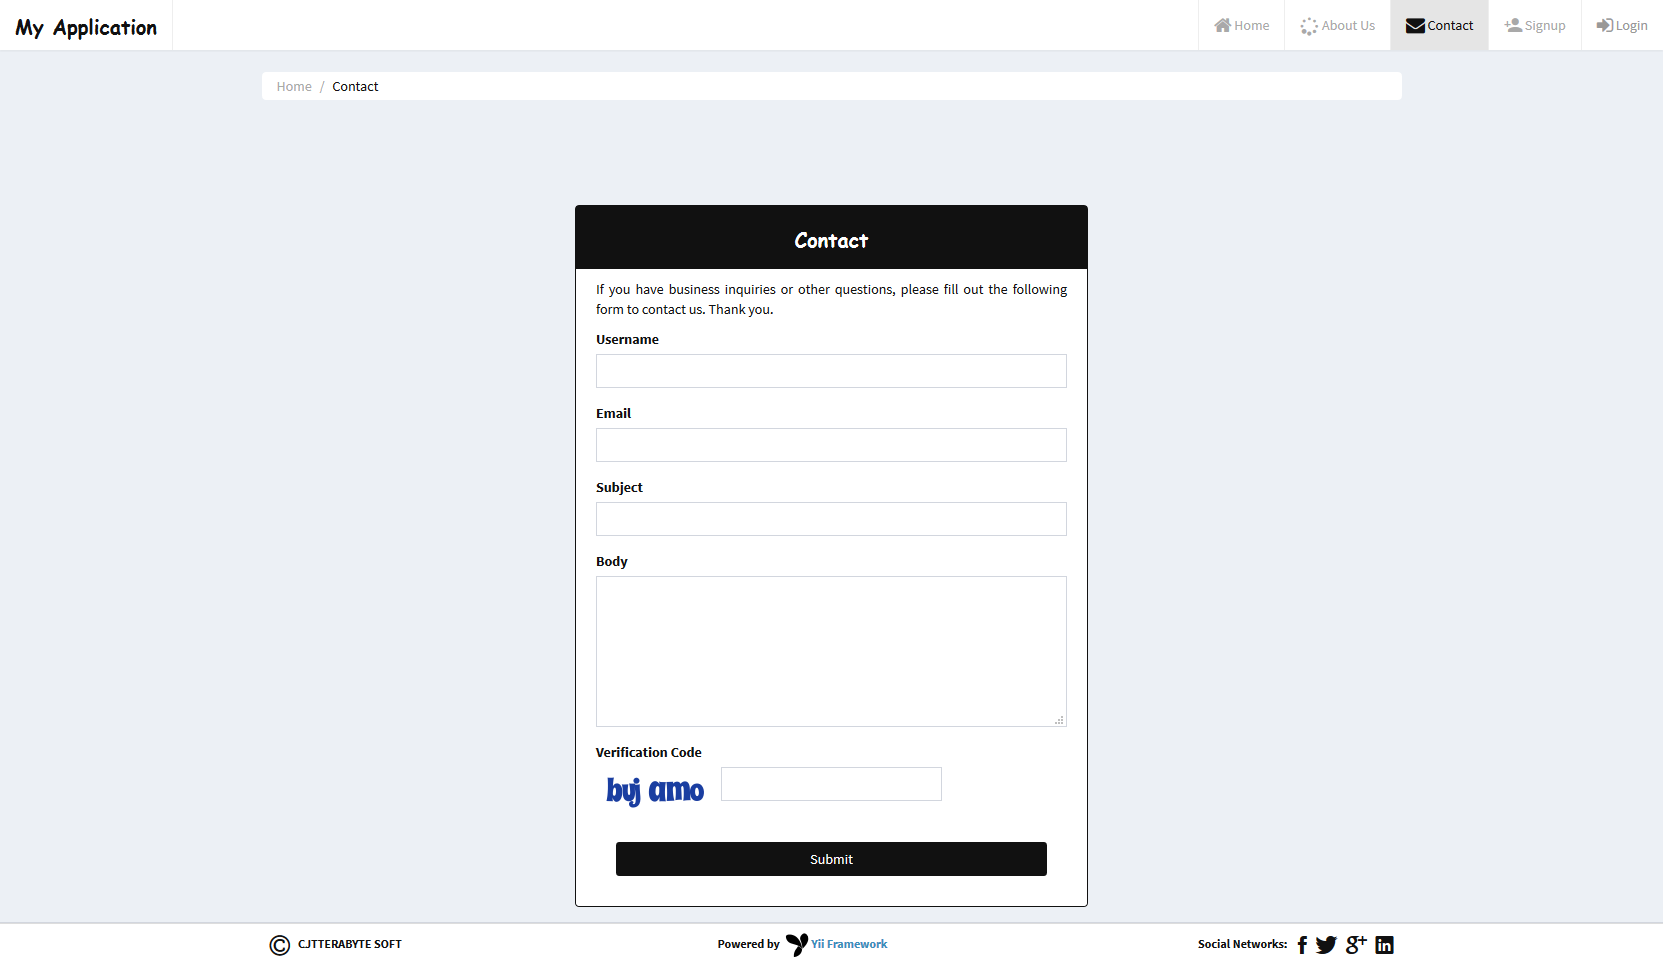 My Application
Home
About Us
Contact
Signup
Login
Home / Contact
Contact
If you have business inquiries or other questions, please fill out the following
form to contact us. Thank you.
Username
Email
Subject
Body
Verification Code
buj amo
Submit
© CJTTERABYTE SOFT
Powered by Yii Framework
Social Networks: